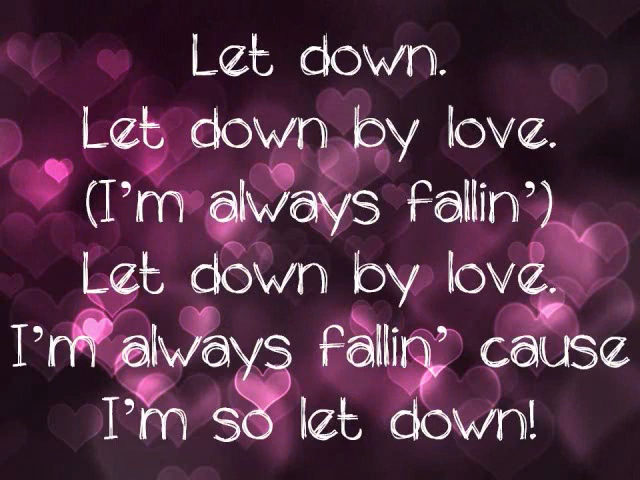 Let down.
Let down by love.
(I'm always fallin')
Let down by love.
I'm always fallin' cause
I'm so let down!